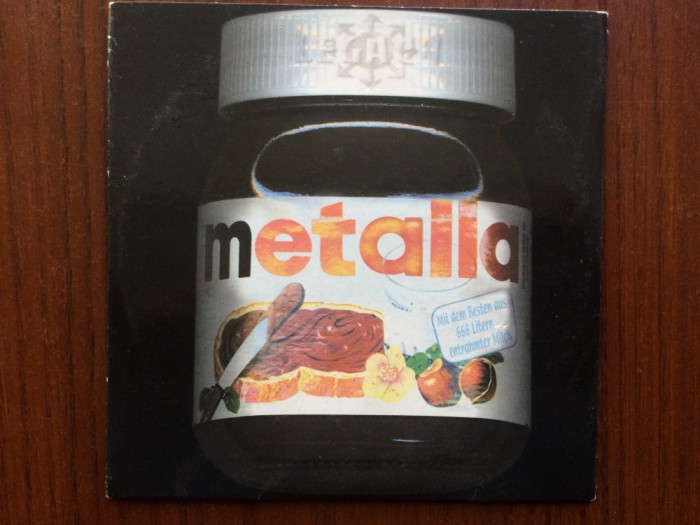 metalla
Mit dem Besten aus
666 Litern
entrahmter Milch